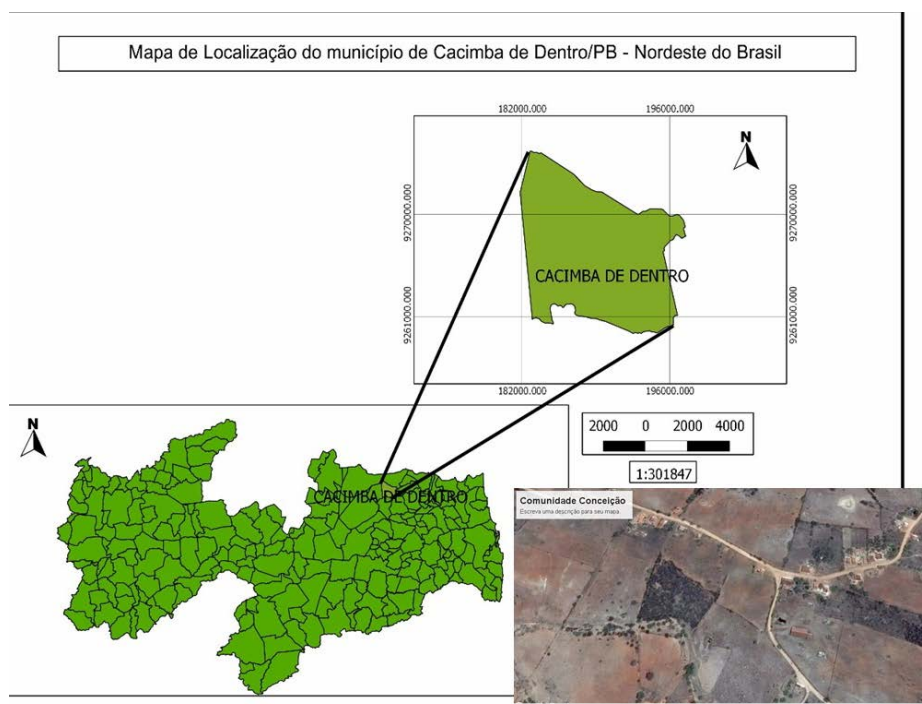 Mapa de Localização do município de Cacimba de Dentro/PB - Nordeste do Brasil
182000.000 196000.000
N
9270000.000 9270000.000
CACIMBA DE DENTRO
9261000.000 9261000.000
182000.000 196000.000
N
2000 0 2000 4000
1:301847
CACIMBA DE DENTRO
Comunidade Conceição
Escreva uma descrição para seu mapa.